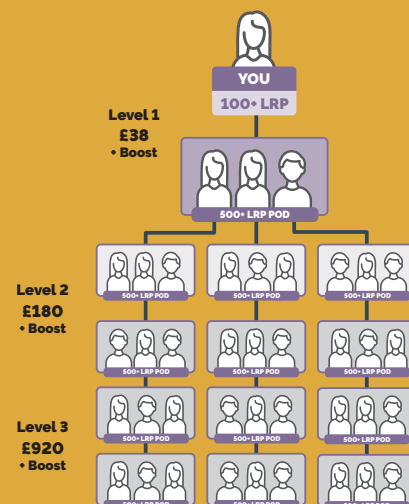 YOU
100+ LRP
Level 1
£38
+ Boost
500+ LRP POD
500+ LRP POD
500+ LRP POD
500+ LRP POD
Level 2
£180
+ Boost
500+ LRP POD
500+ LRP POD
500+ LRP POD
Level 3
£920
+ Boost
500+ LRP POD
500+ LRP POD
500+ LRP POD